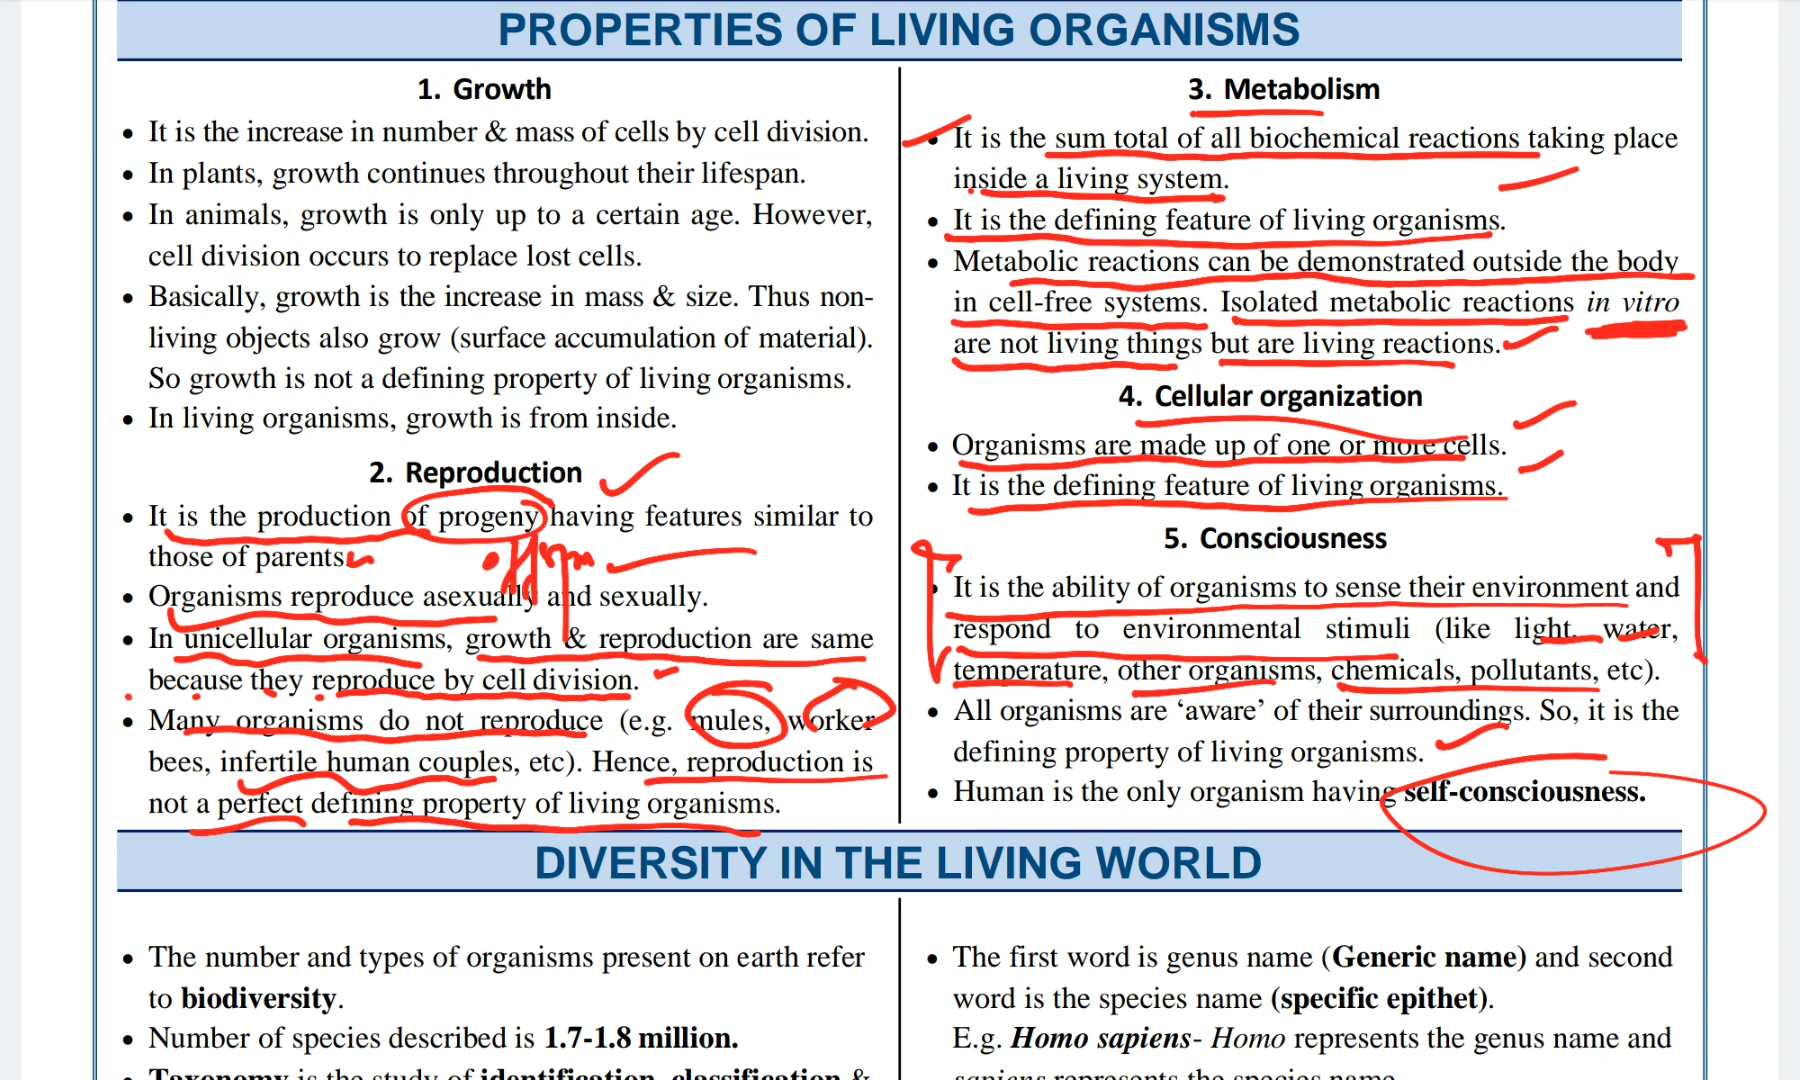 PROPERTIES OF LIVING ORGANISMS
1. Growth
• It is the increase in number & mass of cells by cell division.
• In plants, growth continues throughout their lifespan.
• In animals, growth is only up to a certain age. However,
cell division occurs to replace lost cells.
• Basically, growth is the increase in mass & size. Thus non-
living objects also grow (surface accumulation of material).
So growth is not a defining property of living organisms.
• In living organisms, growth is from inside.
2. Reproduction
• It is the production of progeny having features similar to
those of parents.
• Organisms reproduce asexually and sexually.
• In unicellular organisms, growth & reproduction are same
because they reproduce by cell division.
• Many organisms do not reproduce (e.g. mules, worker
bees, infertile human couples, etc). Hence, reproduction is
not a perfect defining property of living organisms.
3. Metabolism
• It is the sum total of all biochemical reactions taking place
inside a living system.
• It is the defining feature of living organisms.
• Metabolic reactions can be demonstrated outside the body
in cell-free systems. Isolated metabolic reactions in vitro
are not living things but are living reactions.
4. Cellular organization
• Organisms are made up of one or more cells.
• It is the defining feature of living organisms.
5. Consciousness
• It is the ability of organisms to sense their environment and
respond to environmental stimuli (like light, water,
temperature, other organisms, chemicals, pollutants, etc).
• All organisms are ‘aware’ of their surroundings. So, it is the
defining property of living organisms.
• Human is the only organism having self-consciousness.
DIVERSITY IN THE LIVING WORLD
• The number and types of organisms present on earth refer
to biodiversity.
• Number of species described is 1.7-1.8 million.
• Taxonomy is the study of identification, classification &
• The first word is genus name (Generic name) and second
word is the species name (specific epithet).
E.g. Homo sapiens- Homo represents the genus name and
sapiens represents the species name.